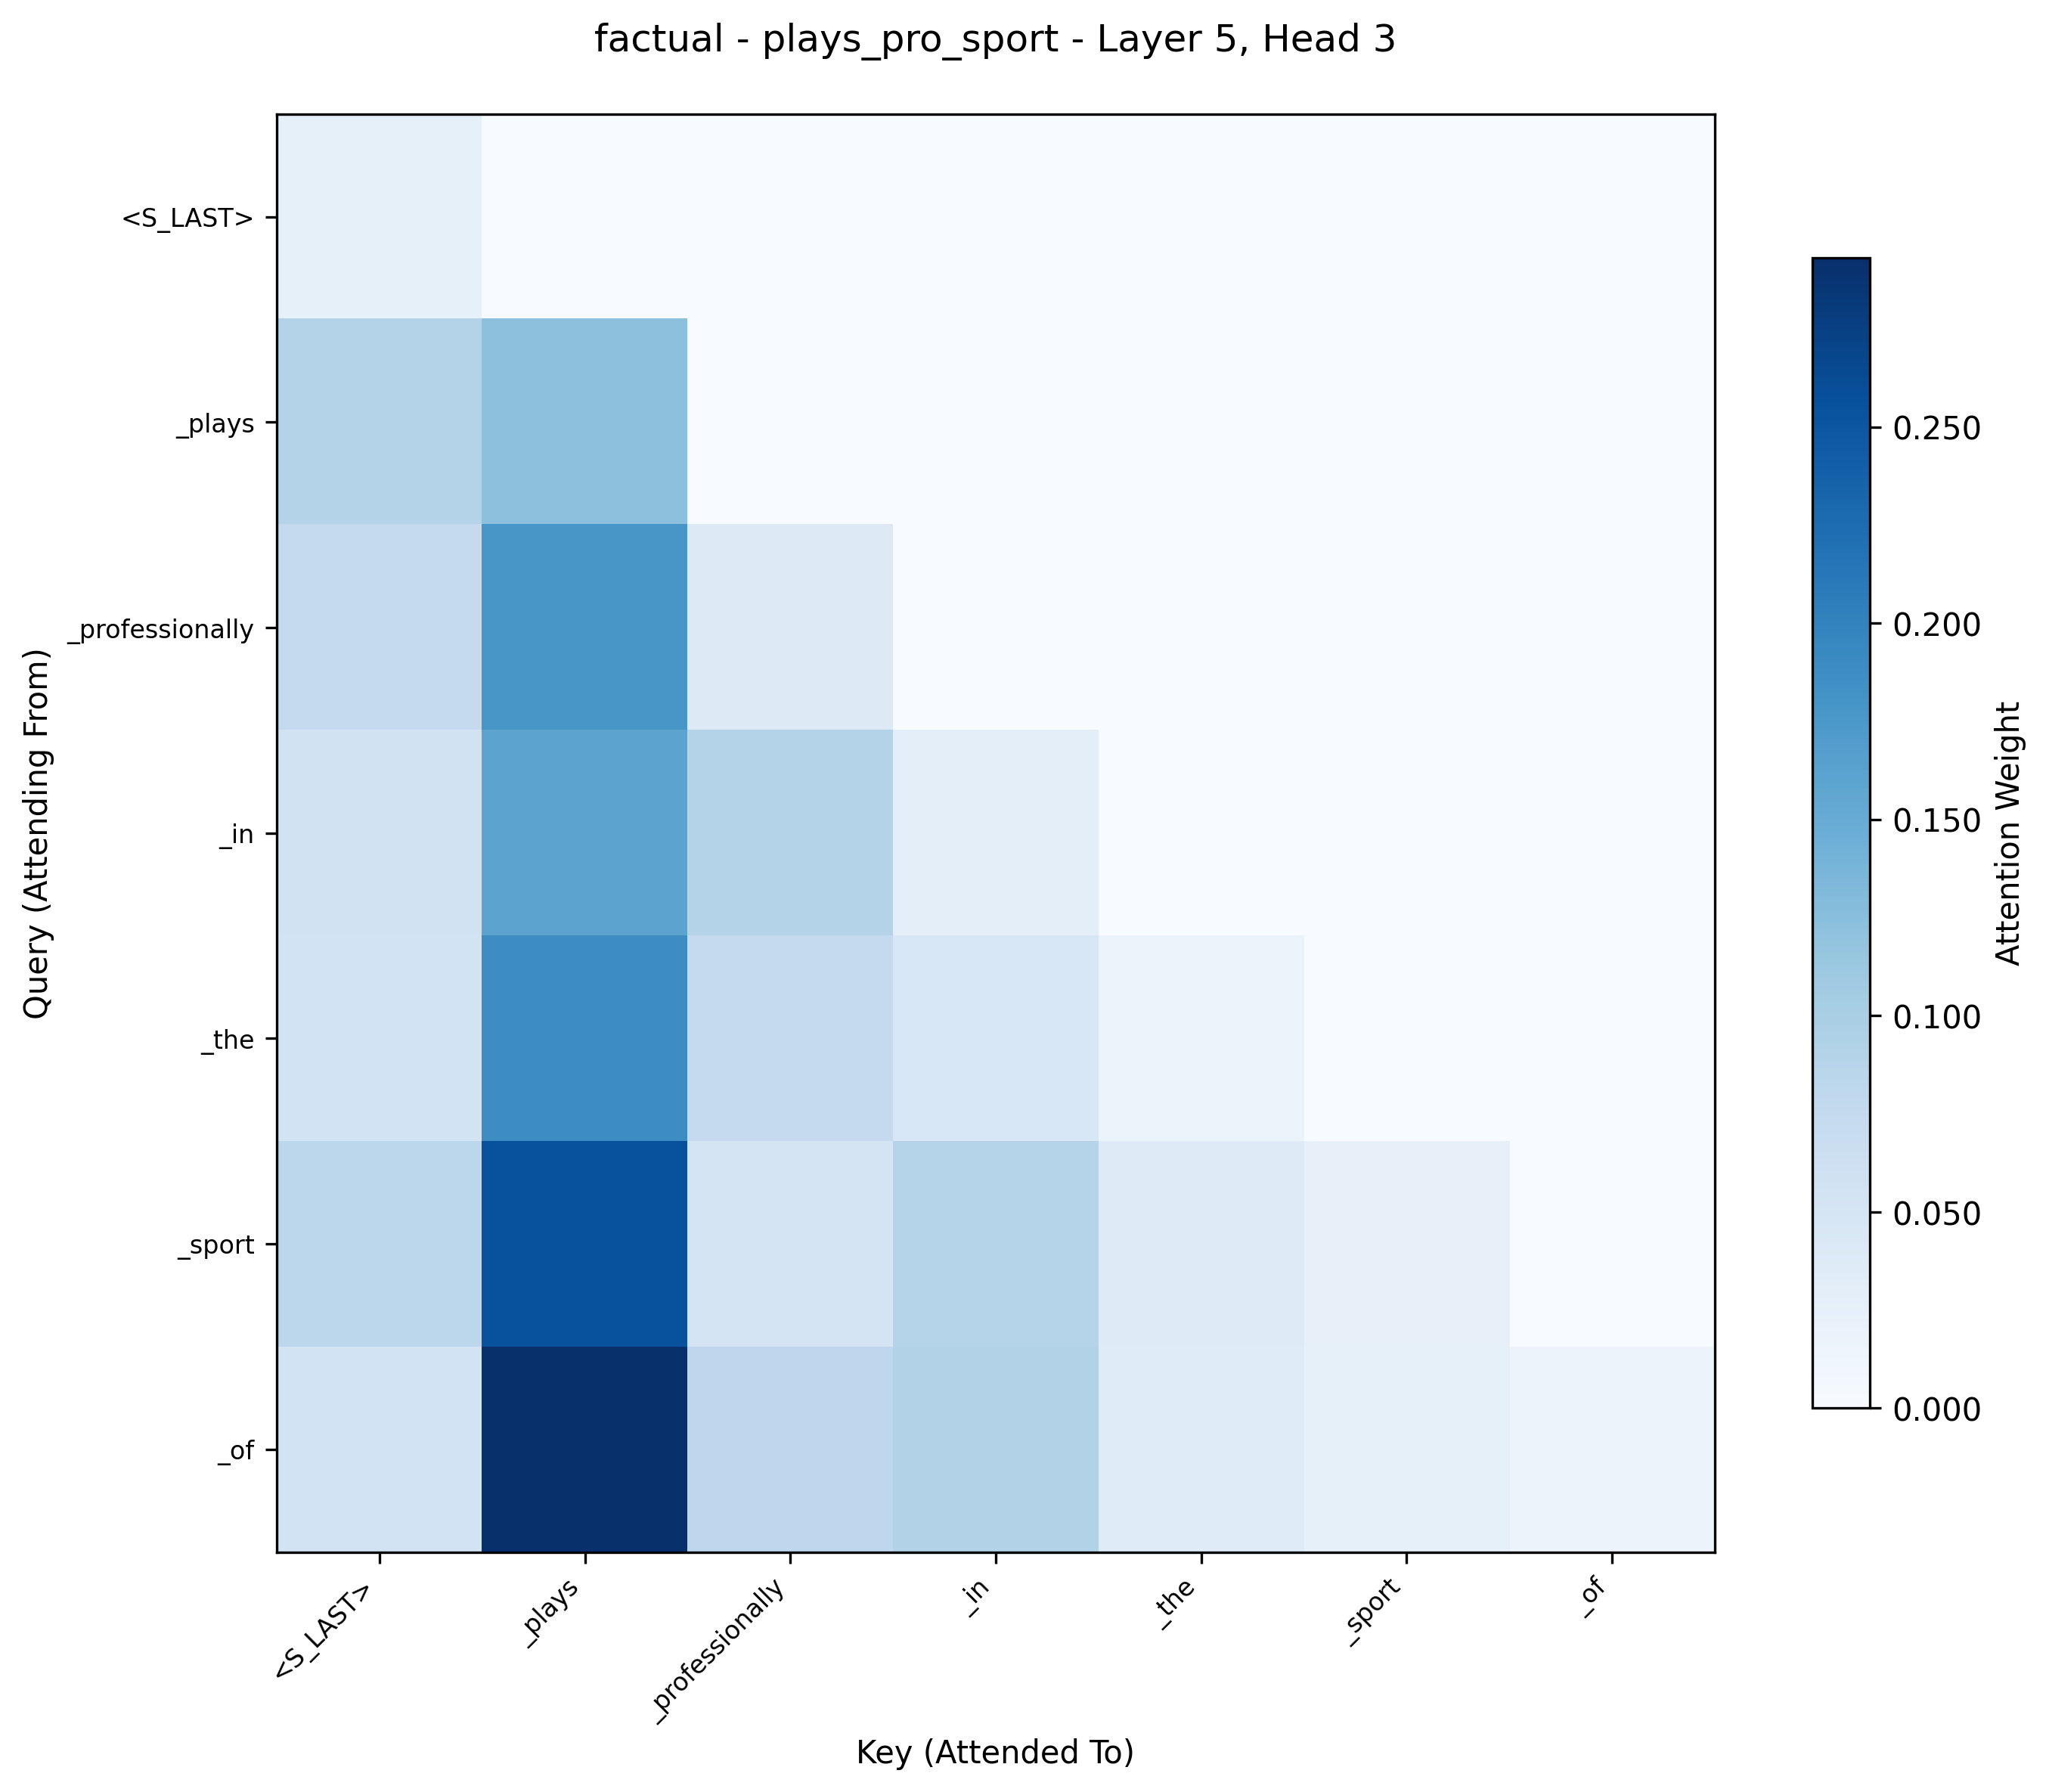 factual - plays_pro_sport - Layer 5, Head 3
Query (Attending From)
<S_LAST>
_plays
_professionally
_in
_the
_sport
_of
<S_LAST>
_plays
_professionally
_in
_the
_sport
_of
Key (Attended To)
0.250
0.200
0.150
0.100
0.050
0.000
Attention Weight